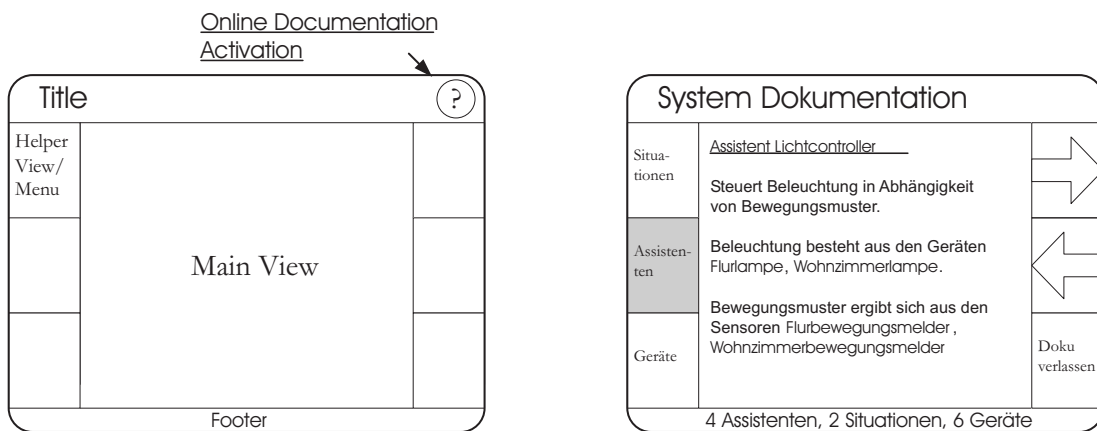 Online Documentation
Activation
Title
?
Helper
View/
Menu
Main View
Footer
System Dokumentation
Situa-
tionen
Assisten-
ten
Geräte
Assistent Lichtcontroller
Steuert Beleuchtung in Abhängigkeit
von Bewegungsmuster.
Beleuchtung besteht aus den Geräten
Flurlampe, Wohnzimmerlampe.
Bewegungsmuster ergibt sich aus den
Sensoren Flurbewegungsmelder,
Wohnzimmerbewegungsmelder
Doku
verlassen
4 Assistenten, 2 Situationen, 6 Geräte